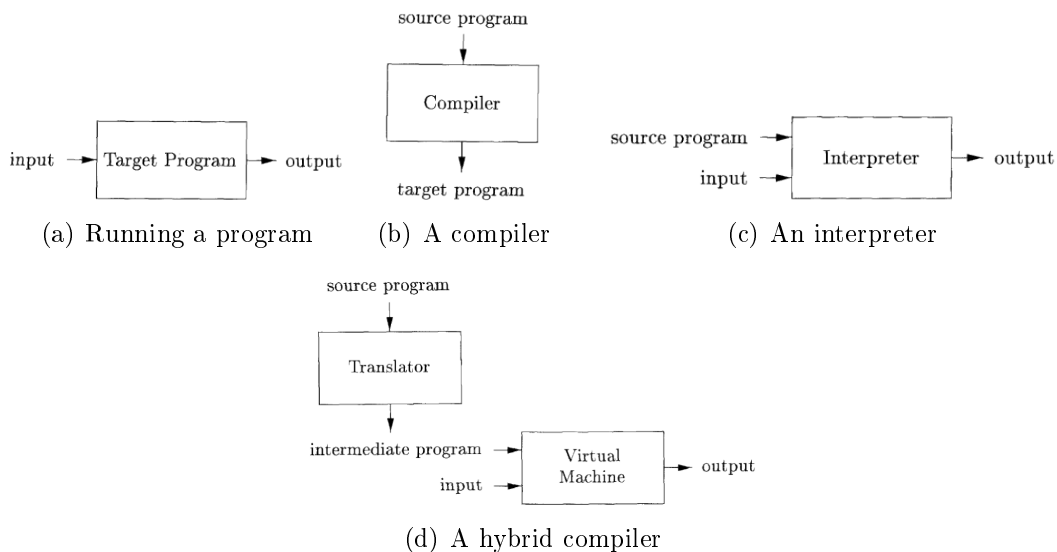 source program
Compiler
target program
input
Target Program
output
source program
input
Interpreter
output
(a) Running a program
(b) A compiler
(c) An interpreter
source program
Translator
intermediate program
input
Virtual
Machine
output
(d) A hybrid compiler